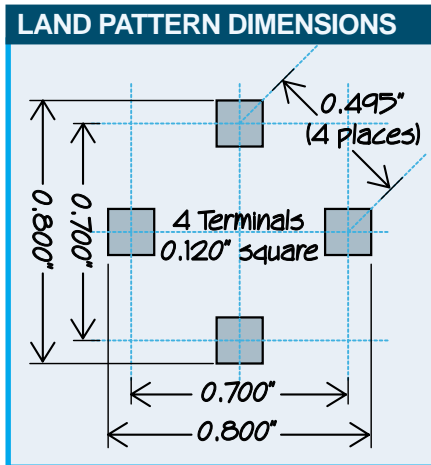 LAND PATTERN DIMENSIONS
0.495"
(4 places)
0.800"
0.700"
4 Terminals
0.120" square
0.700"
0.800"